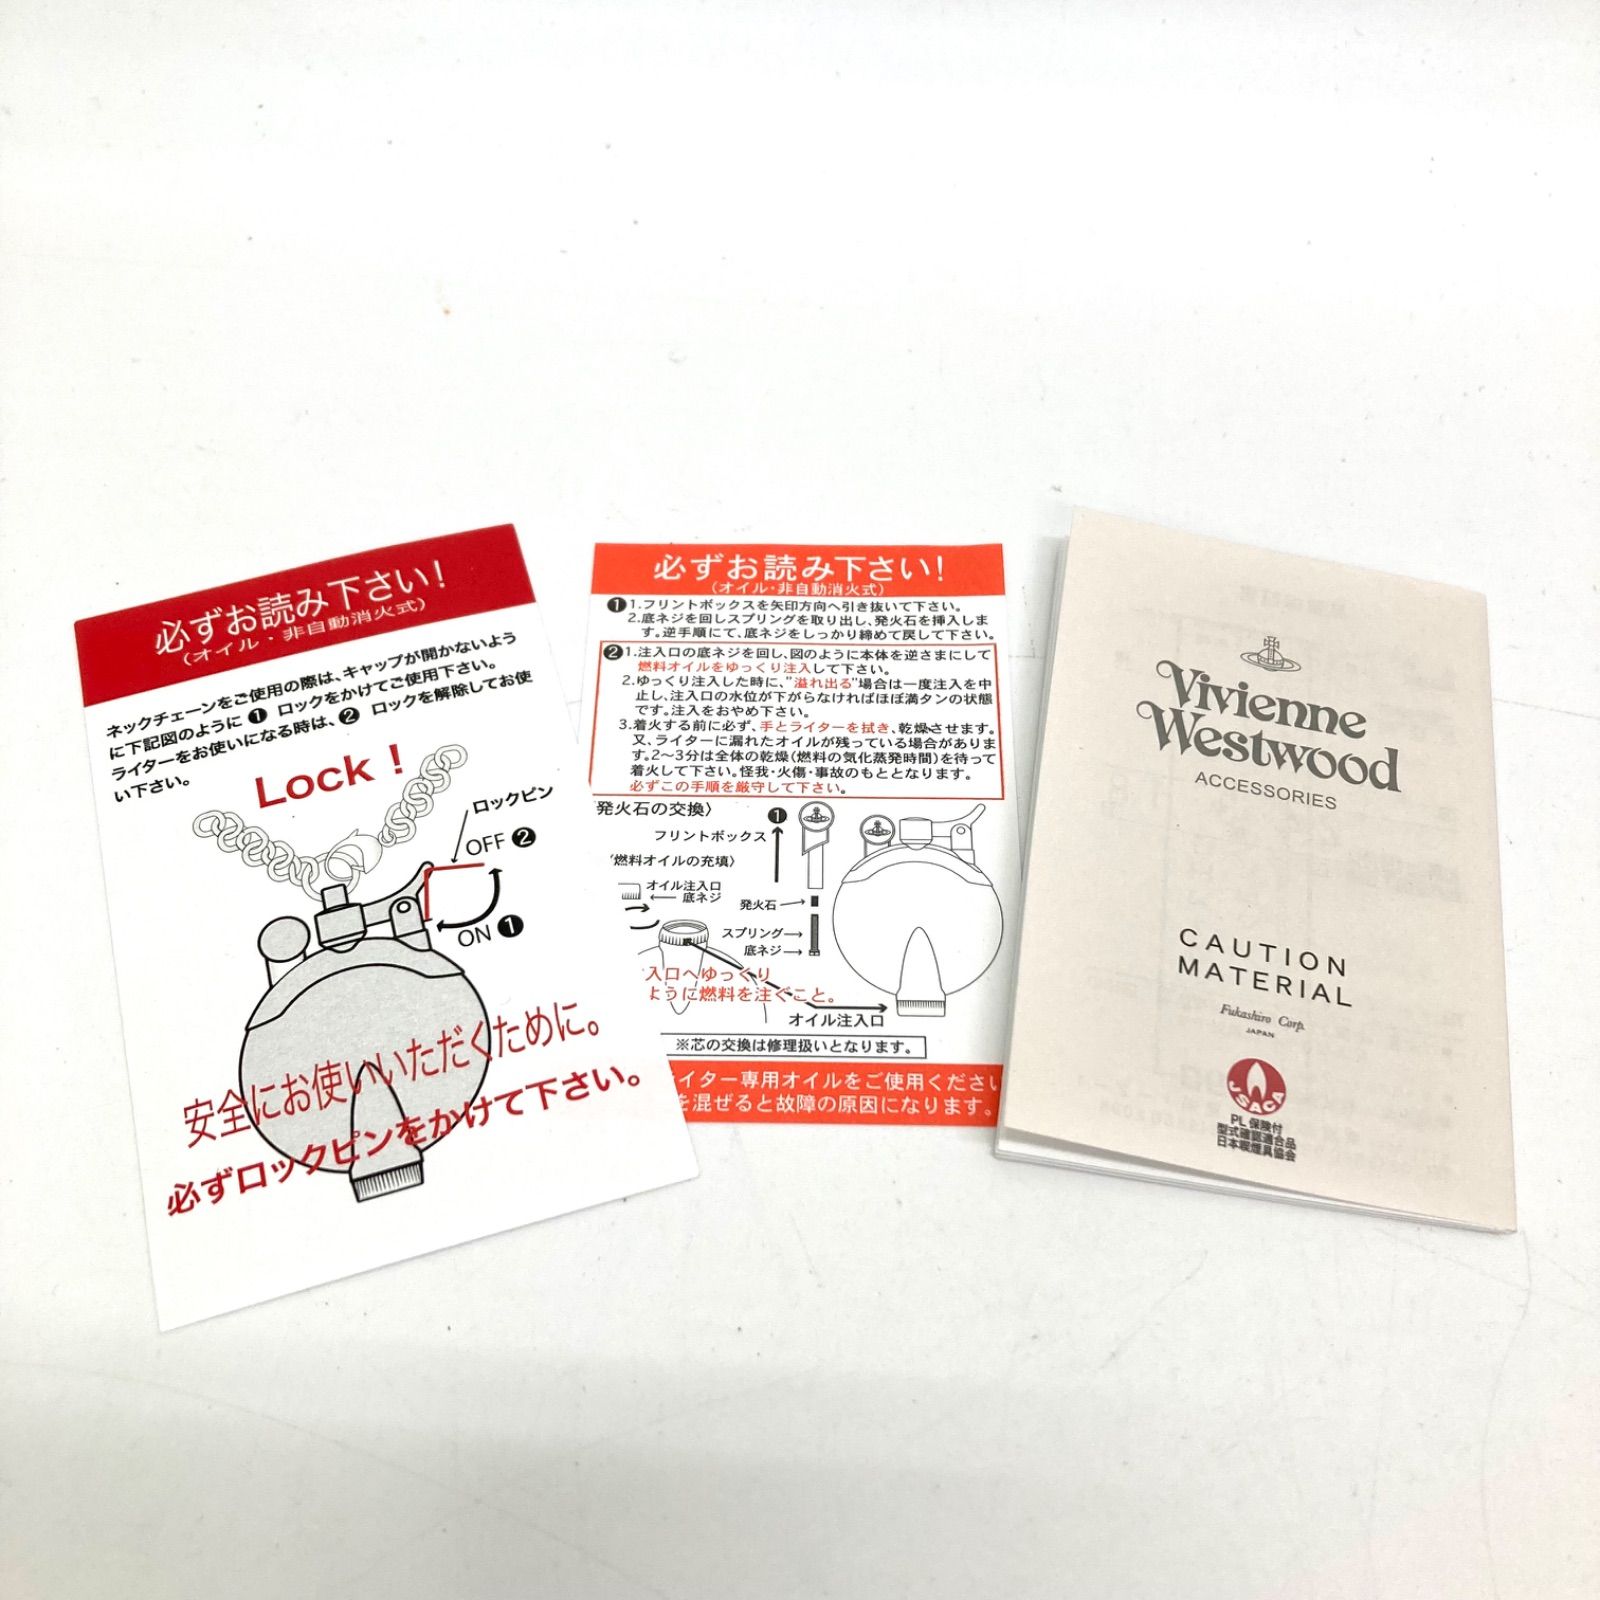 必ずお読み下さい!
(オイル・非自動消火式)
ネックチェーンをご使用の際は、キャップが開かないよう
に下記図のように❶ ロックをかけてご使用下さい。
ライターをお使いになる時は、❷ ロックを解除してお使
い下さい。
Lock!
ロックピン
OFF ❷
ON ❶
安全にお使いいただくために。
必ずロックピンをかけて下さい。
必ずお読み下さい!
(オイル・非自動消火式)
❶1.フリントボックスを矢印方向へ引き抜いて下さい。
2.底ネジを回しスプリングを取り出し、発火石を挿入しま
す。逆手順にて、底ネジをしっかり締めて戻して下さい。
❷1.注入口の底ネジを回し、図のように本体を逆さまにして
燃料オイルをゆっくり注入して下さい。
2.ゆっくり注入した時に、"溢れ出る"場合は一度注入を中
止し、注入口の水位が下がらなければほぼ満タンの状態
です。注入をおやめ下さい。
3.着火する前に必ず、手とライターを拭き、乾燥させます。
又、ライターに漏れたオイルが残っている場合がありま
す。2〜3分は全体の乾燥(燃料の気化蒸発時間)を待って
着火して下さい。怪我・火傷・事故のもととなります。
必ずこの手順を厳守して下さい。
発火石の交換〉
❶
フリントボックス
燃料オイルの充填〉
オイル注入口
底ネジ
発火石
スプリング
底ネジ
入口へゆっくり
ように燃料を注ぐこと。
オイル注入口
※芯の交換は修理扱いとなります。
イター専用オイルをご使用ください
を混ぜると故障の原因になります。
Vivienne
Westwood
ACCESSORIES
CAUTION
MATERIAL
Fukashiro Corp.
JAPAN
JSACA
PL保険付
型式確認適合品
日本喫煙具協会